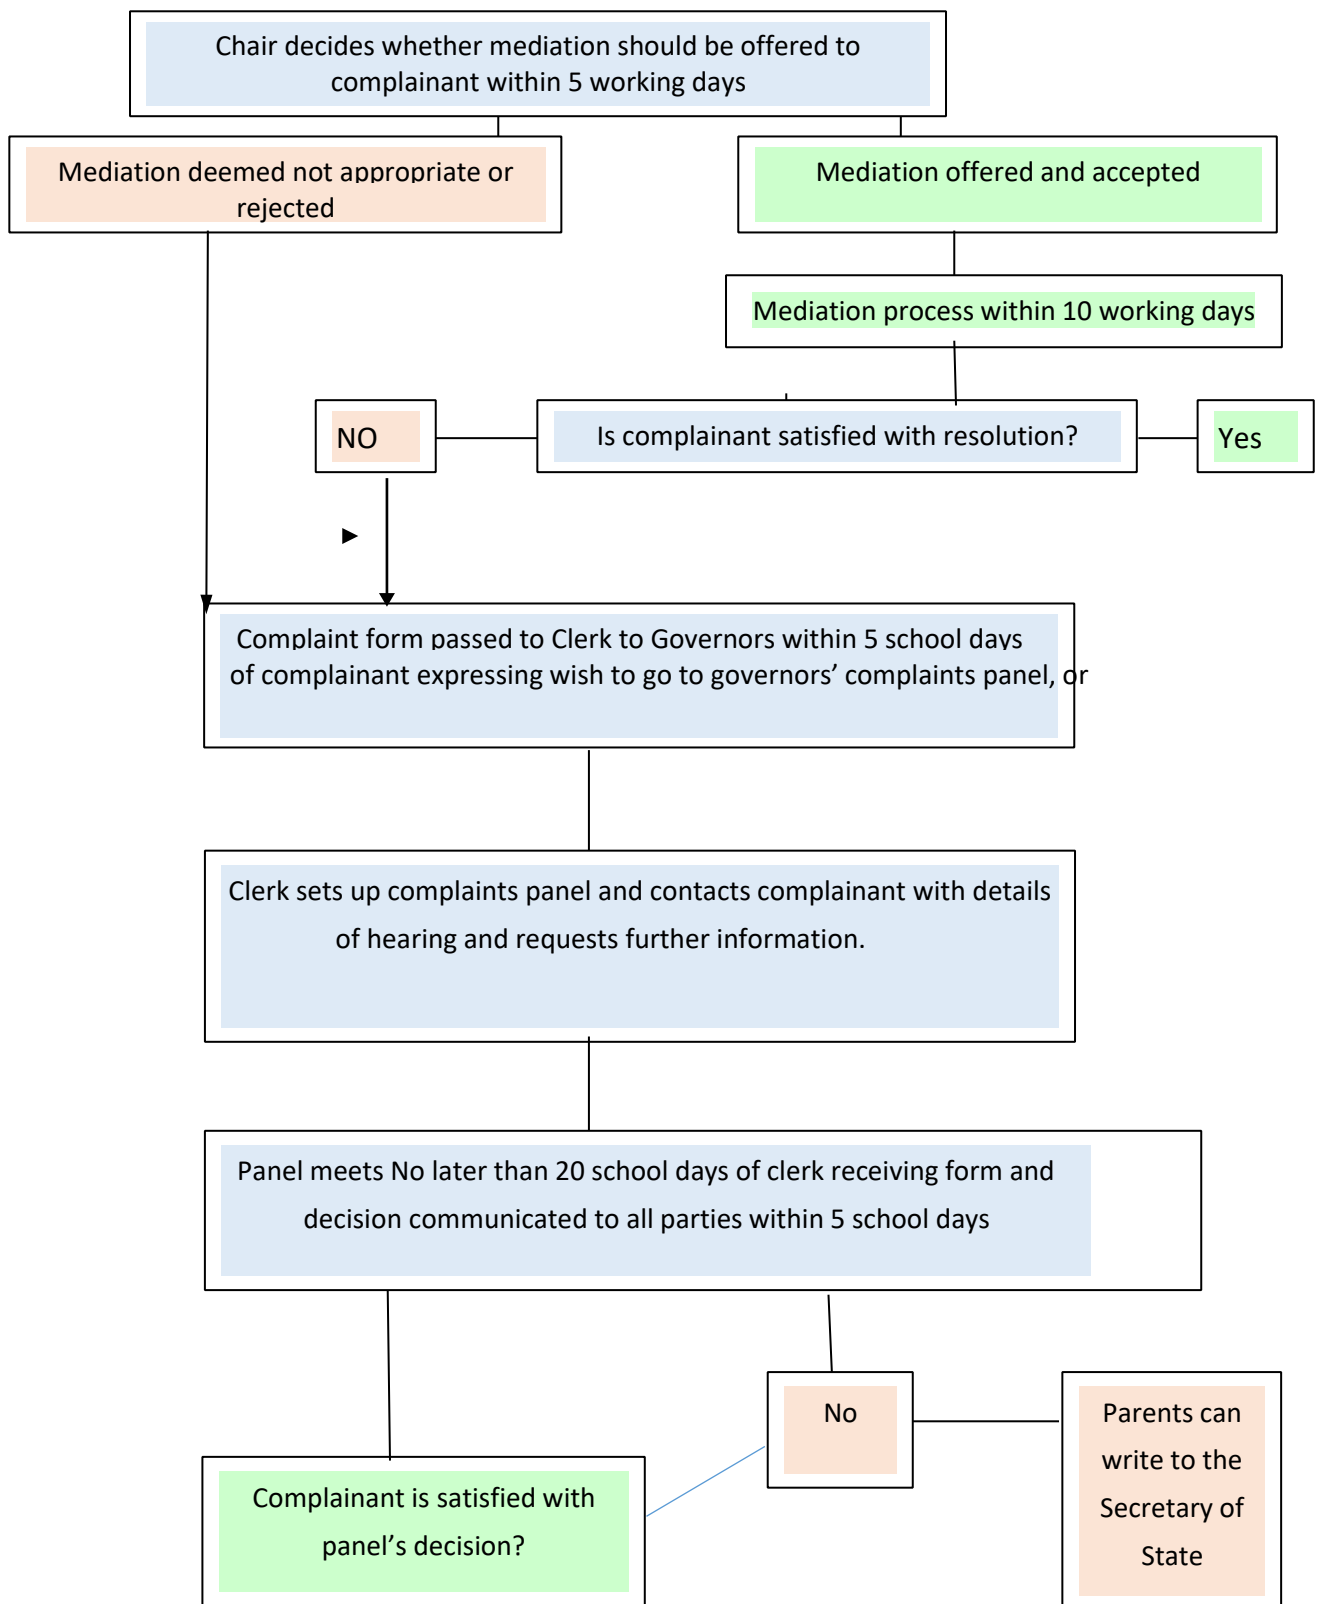 Chair decides whether mediation should be offered to
complainant within 5 working days
Mediation deemed not appropriate or
rejected
Mediation offered and accepted
Mediation process within 10 working days
NO
Is complainant satisfied with resolution?
Yes
Complaint form passed to Clerk to Governors within 5 school days
of complainant expressing wish to go to governors’ complaints panel, or
Clerk sets up complaints panel and contacts complainant with details
of hearing and requests further information.
Panel meets No later than 20 school days of clerk receiving form and
decision communicated to all parties within 5 school days
No
Parents can
write to the
Secretary of
State
Complainant is satisfied with
panel’s decision?